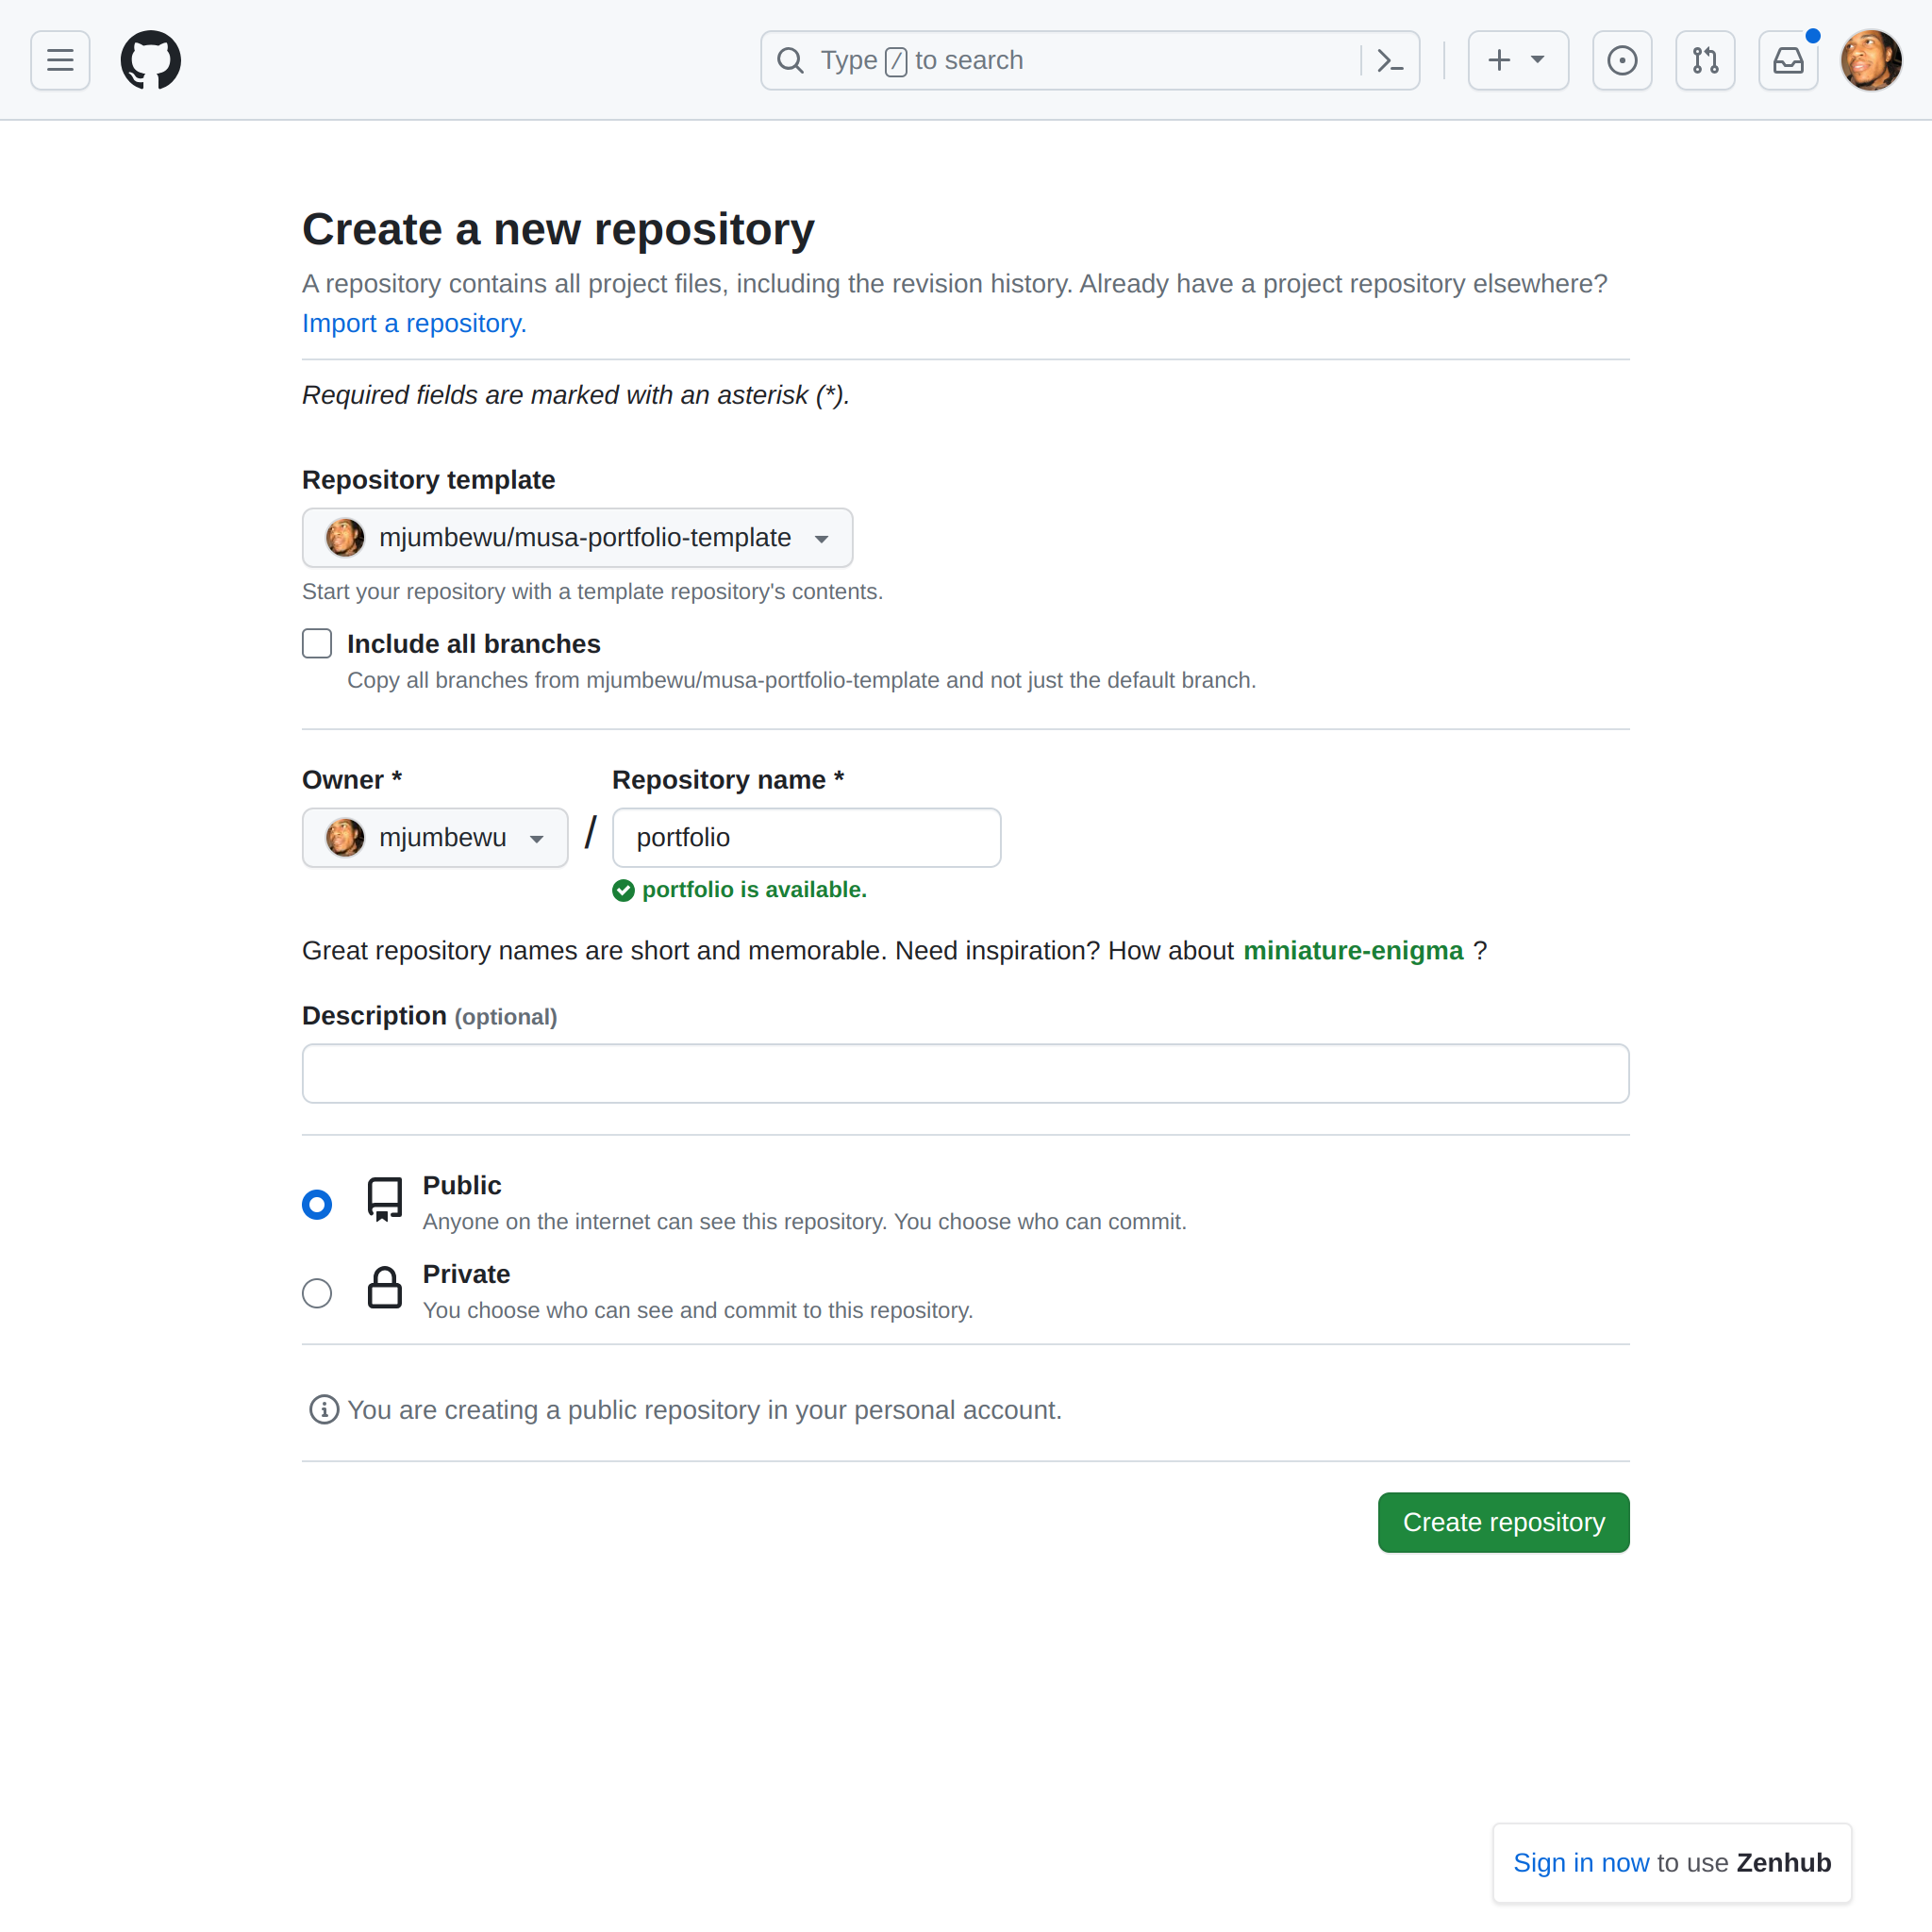 Type / to search
Create a new repository
A repository contains all project files, including the revision history. Already have a project repository elsewhere?
Import a repository.
Required fields are marked with an asterisk (*).
Repository template
mjumbewu/musa-portfolio-template
Start your repository with a template repository's contents.
Include all branches
Copy all branches from mjumbewu/musa-portfolio-template and not just the default branch.
Owner * Repository name *
mjumbewu / portfolio
portfolio is available.
Great repository names are short and memorable. Need inspiration? How about miniature-enigma ?
Description (optional)
Public
Anyone on the internet can see this repository. You choose who can commit.
Private
You choose who can see and commit to this repository.
You are creating a public repository in your personal account.
Create repository
Sign in now to use Zenhub